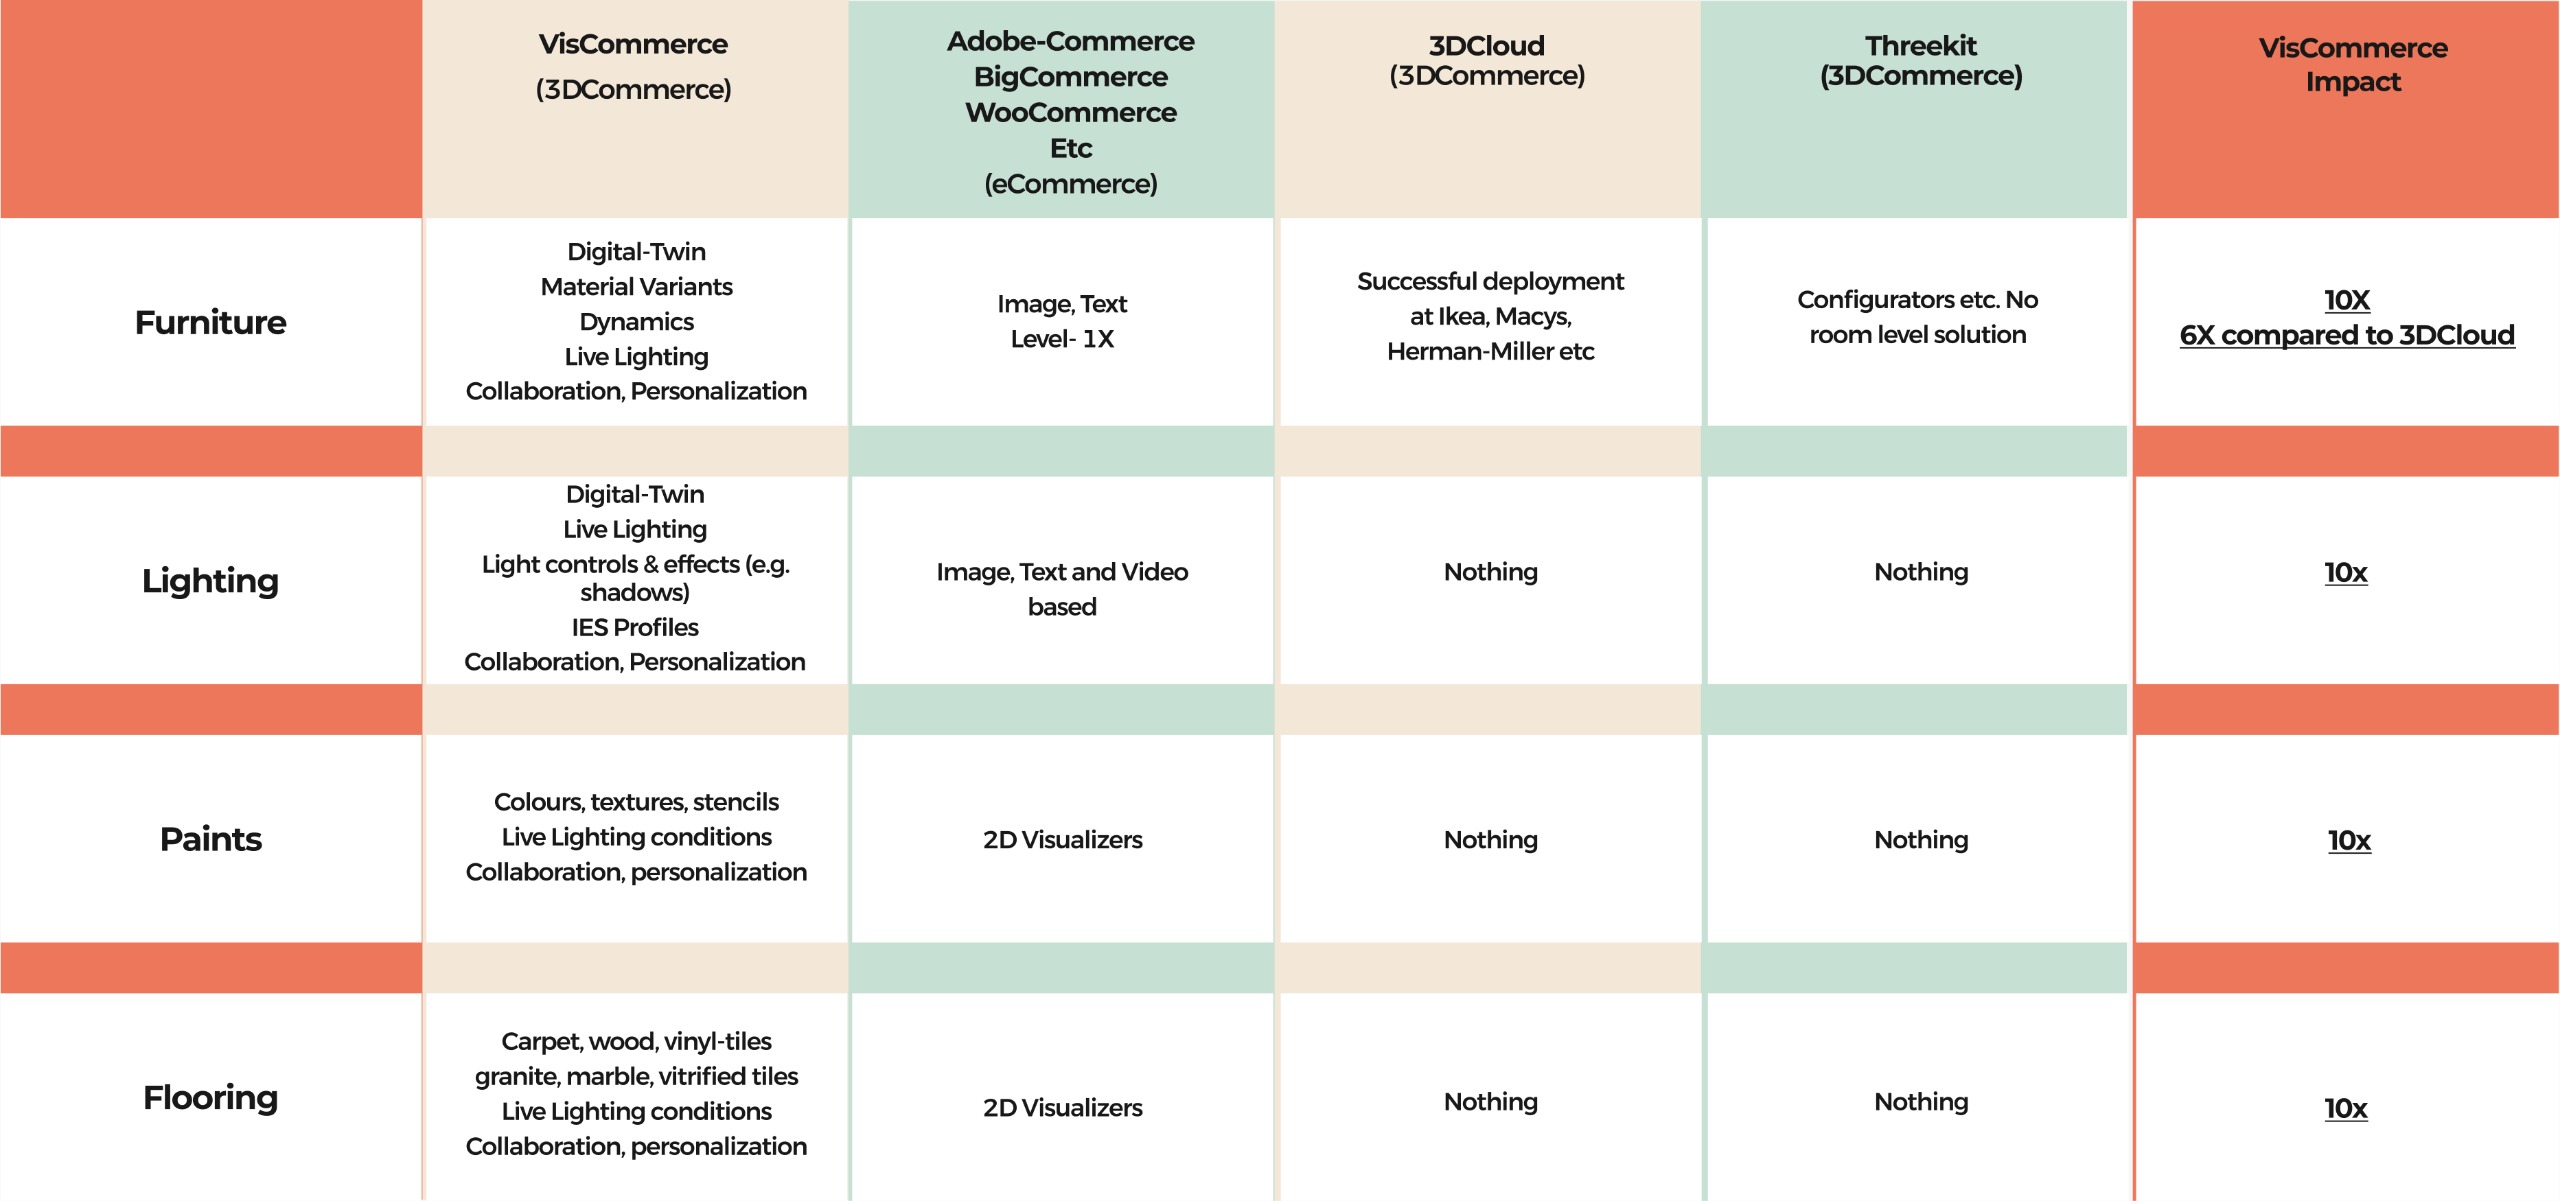 VisCommerce
(3DCommerce)
Adobe-Commerce
BigCommerce
WooCommerce
Etc
(eCommerce)
3DCloud
(3DCommerce)
Threekit
(3DCommerce)
VisCommerce
Impact
Furniture
Digital-Twin
Material Variants
Dynamics
Live Lighting
Collaboration, Personalization
Image, Text
Level- 1X
Successful deployment
at Ikea, Macys,
Herman-Miller etc
Configurators etc. No
room level solution
10X
6X compared to 3DCloud
Lighting
Digital-Twin
Live Lighting
Light controls & effects (e.g.
shadows)
IES Profiles
Collaboration, Personalization
Image, Text and Video
based
Nothing
Nothing
10x
Paints
Colours, textures, stencils
Live Lighting conditions
Collaboration, personalization
2D Visualizers
Nothing
Nothing
10x
Flooring
Carpet, wood, vinyl-tiles
granite, marble, vitrified tiles
Live Lighting conditions
Collaboration, personalization
2D Visualizers
Nothing
Nothing
10x